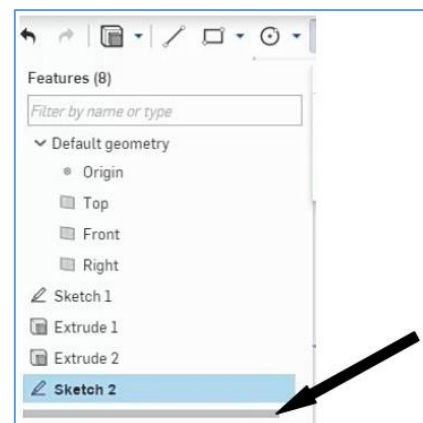 Features (8)
Filter by name or type
Default geometry
Origin
Top
Front
Right
Sketch 1
Extrude 1
Extrude 2
Sketch 2